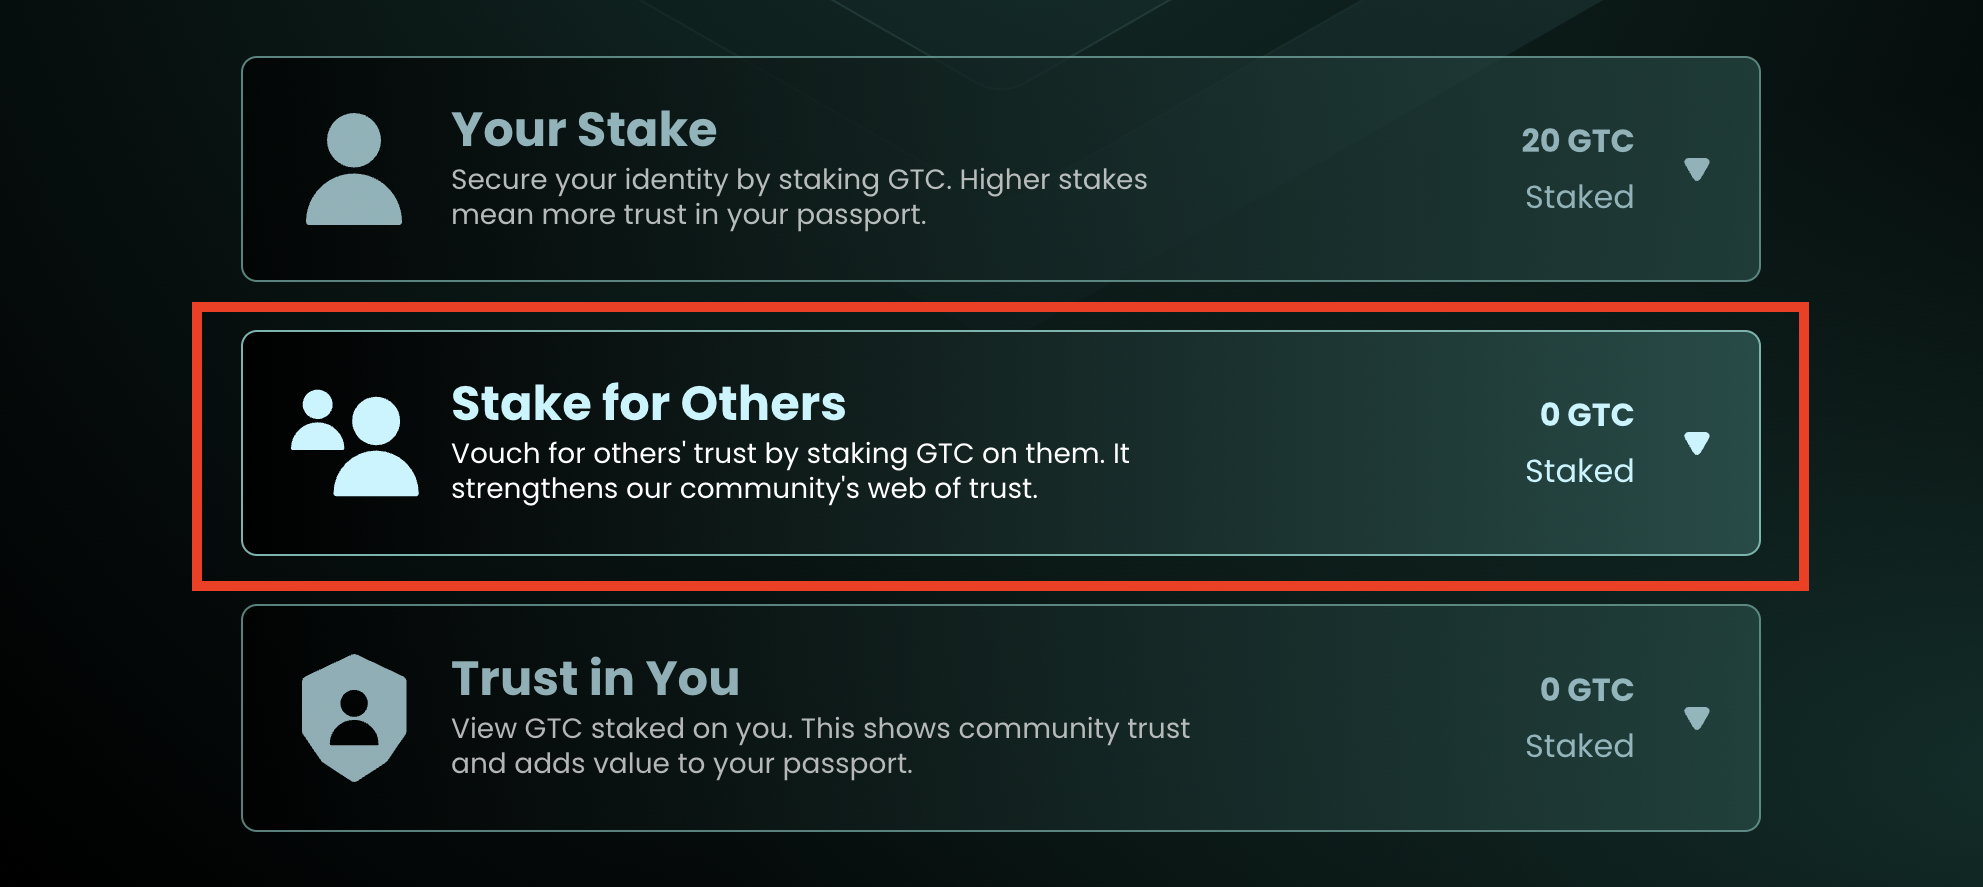 Your Stake
Secure your identity by staking GTC. Higher stakes
mean more trust in your passport.
20 GTC
Staked
Stake for Others
Vouch for others' trust by staking GTC on them. It
strengthens our community's web of trust.
0 GTC
Staked
Trust in You
View GTC staked on you. This shows community trust
and adds value to your passport.
0 GTC
Staked